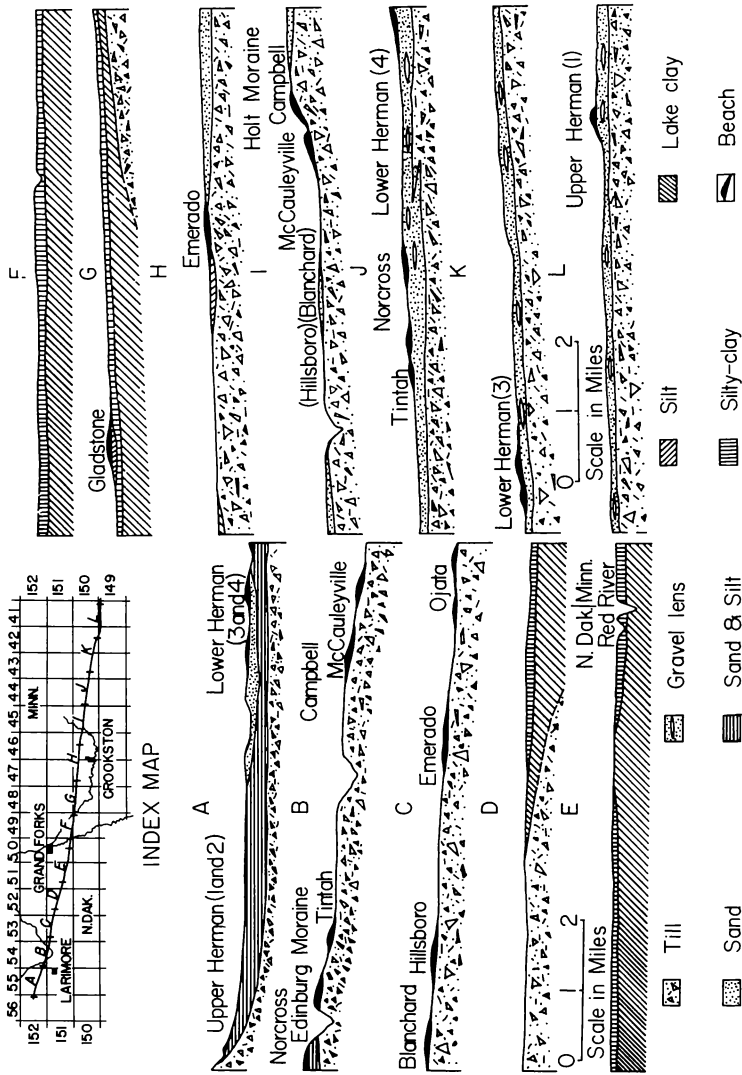 F
G
Gladstone
H
Emerado
I
Holt Moraine
Campbell
McCauleyville
(Hillsboro)(Blanchard)
J
Lower Herman (4)
Norcross
Tintah
K
L
Lower Herman (3)
0 1 2
Scale in Miles
Upper Herman (1)
56 55 54 53 52 51 50 49 48 47 46 45 44 43 42 41
152
151
150
152
151
150
149
MINN.
GRAND FORKS
N.DAK.
LARIMORE
CROOKSTON
A B C D E F G H I J K L
INDEX MAP
A
Upper Herman (1 and 2)
Lower Herman
(3 and 4)
B
Norcross
Edinburg Moraine
Tintah
Campbell
McCauleyville
C
Blanchard
Hillsboro
Emerado
Ojata
D
E
N. Dak.|Minn.
Red River
0 1 2
Scale in Miles
Till
Gravel lens
Silt
Lake clay
Sand
Sand & Silt
Silty-clay
Beach